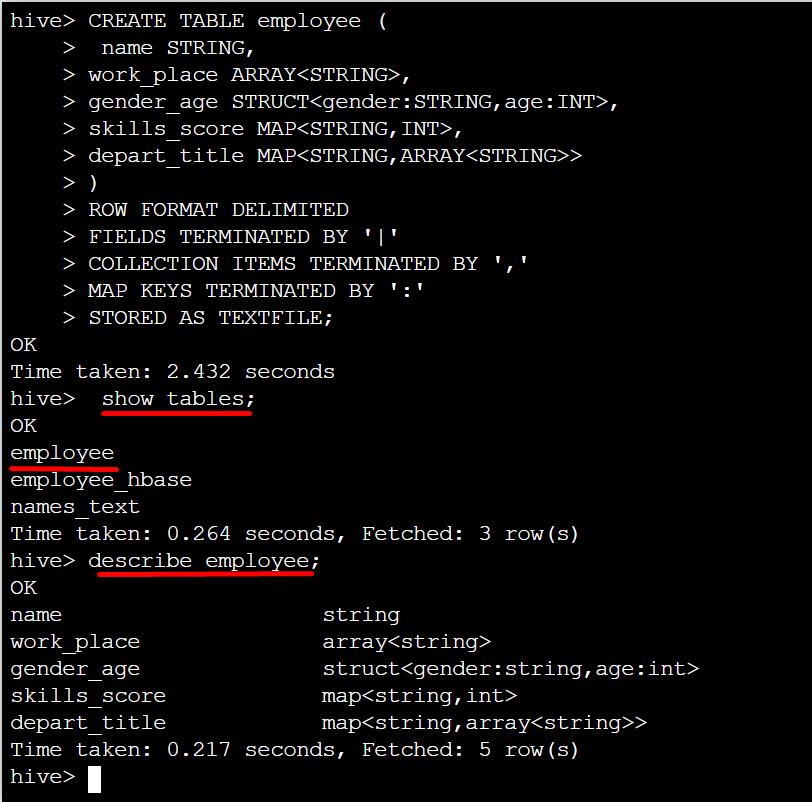 hive> CREATE TABLE employee (
    >  name STRING,
    > work_place ARRAY<STRING>,
    > gender_age STRUCT<gender:STRING,age:INT>,
    > skills_score MAP<STRING,INT>,
    > depart_title MAP<STRING,ARRAY<STRING>>
    > )
    > ROW FORMAT DELIMITED
    > FIELDS TERMINATED BY '|'
    > COLLECTION ITEMS TERMINATED BY ','
    > MAP KEYS TERMINATED BY ':'
    > STORED AS TEXTFILE;
OK
Time taken: 2.432 seconds
hive>  show tables;
OK
employee
employee_hbase
names_text
Time taken: 0.264 seconds, Fetched: 3 row(s)
hive> describe employee;
OK
name                    string
work_place              array<string>
gender_age              struct<gender:string,age:int>
skills_score            map<string,int>
depart_title            map<string,array<string>>
Time taken: 0.217 seconds, Fetched: 5 row(s)
hive>